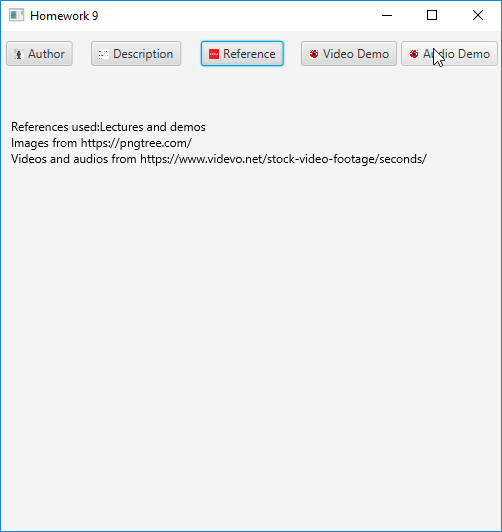 Homework 9
Author Description Reference Video Demo Audio Demo
References used:Lectures and demos
Images from https://pngtree.com/
Videos and audios from https://www.videvo.net/stock-video-footage/seconds/